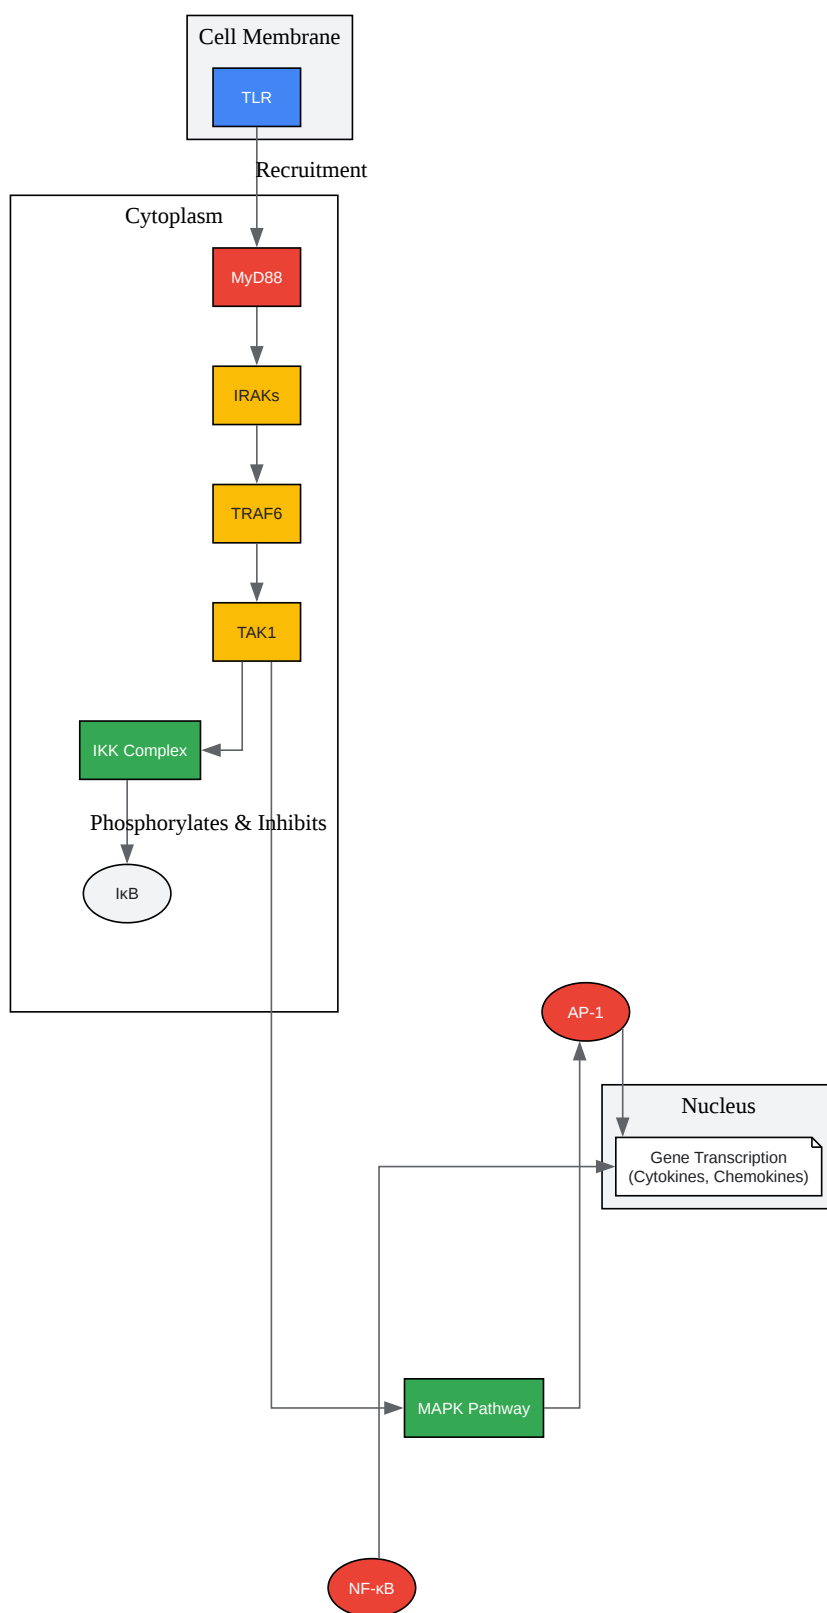 Cell Membrane
TLR
Recruitment
Cytoplasm
MyD88
IRAKs
TRAF6
TAK1
IKK Complex
Phosphorylates & Inhibits
IκB
AP-1
Nucleus
Gene Transcription
(Cytokines, Chemokines)
MAPK Pathway
NF-κB